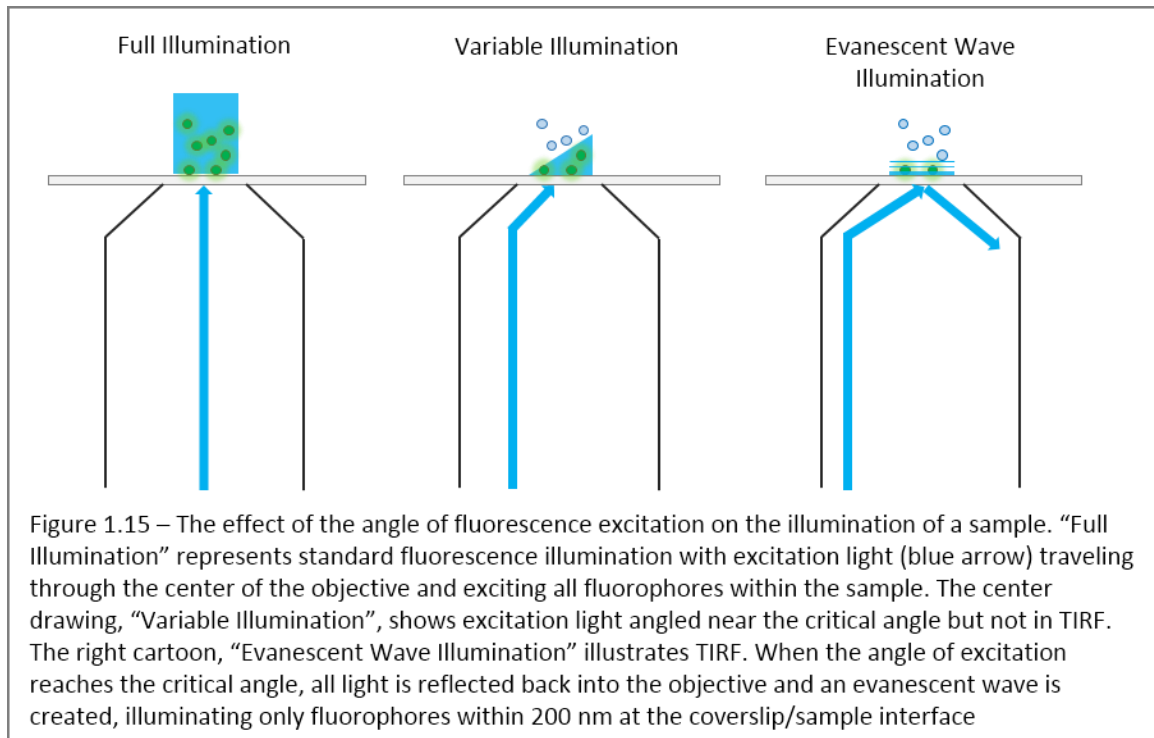 Full Illumination
Variable Illumination
Evanescent Wave
Illumination
Figure 1.15 – The effect of the angle of fluorescence excitation on the illumination of a sample. “Full
Illumination” represents standard fluorescence illumination with excitation light (blue arrow) traveling
through the center of the objective and exciting all fluorophores within the sample. The center
drawing, “Variable Illumination”, shows excitation light angled near the critical angle but not in TIRF.
The right cartoon, “Evanescent Wave Illumination” illustrates TIRF. When the angle of excitation
reaches the critical angle, all light is reflected back into the objective and an evanescent wave is
created, illuminating only fluorophores within 200 nm at the coverslip/sample interface